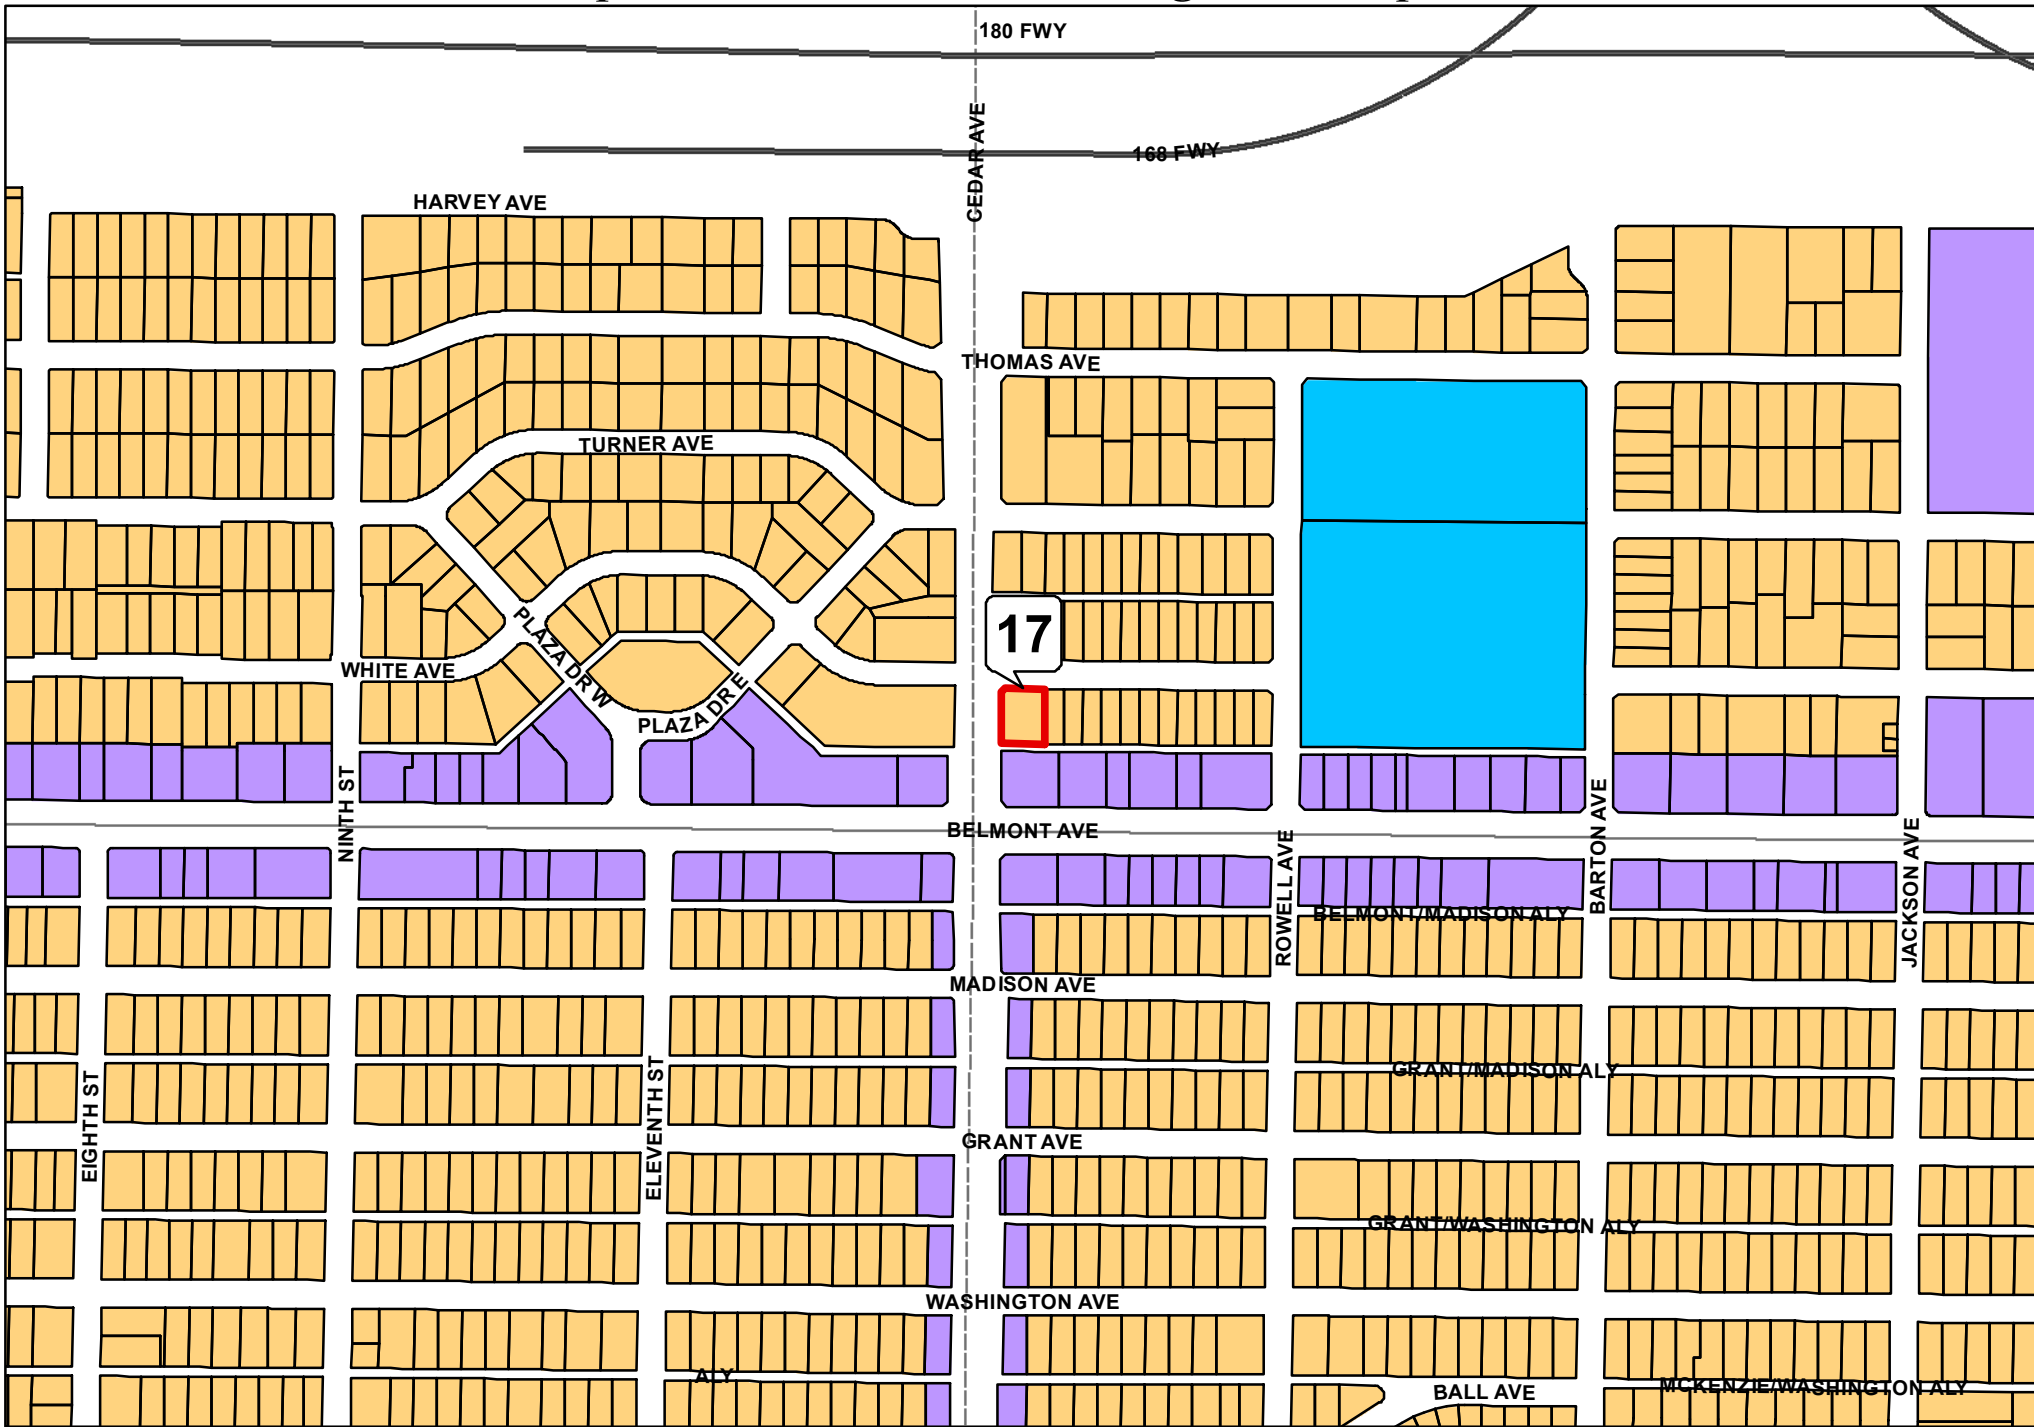 180 FWY
CEDAR AVE
168 FWY
HARVEY AVE
THOMAS AVE
TURNER AVE
PLAZA DR W
17
WHITE AVE
PLAZA DR E
NINTH ST
BELMONT AVE
ROWELL AVE
BARTON AVE
JACKSON AVE
BELMONT/MADISON ALY
MADISON AVE
EIGHTH ST
ELEVENTH ST
GRANT/MADISON ALY
GRANT AVE
GRANT/WASHINGTON ALY
WASHINGTON AVE
ALY
BALL AVE
MCKENZIE/WASHINGTON ALY